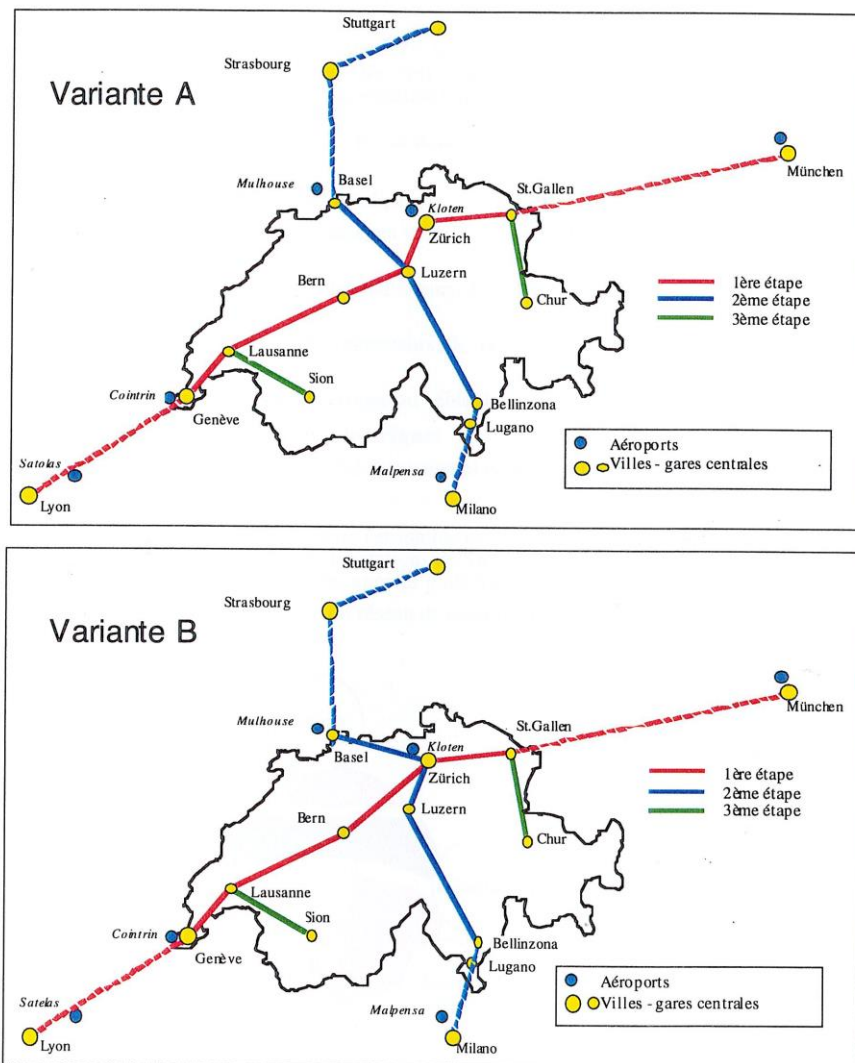 Stuttgart
Strasbourg
Variante A
München
Mulhouse
Basel
St.Gallen
Kloten
Zürich
Luzern
Bern
1ère étape
2ème étape
3ème étape
Chur
Lausanne
Sion
Cointrin
Genève
Bellinzona
Lugano
Aéroports
Villes - gares centrales
Satolas
Malpensa
Lyon
Milano
Stuttgart
Strasbourg
Variante B
München
Mulhouse
St.Gallen
Kloten
Basel
Zürich
1ère étape
2ème étape
3ème étape
Luzern
Bern
Chur
Lausanne
Sion
Cointrin
Genève
Bellinzona
Lugano
Aéroports
Villes - gares centrales
Satelas
Malpensa
Lyon
Milano